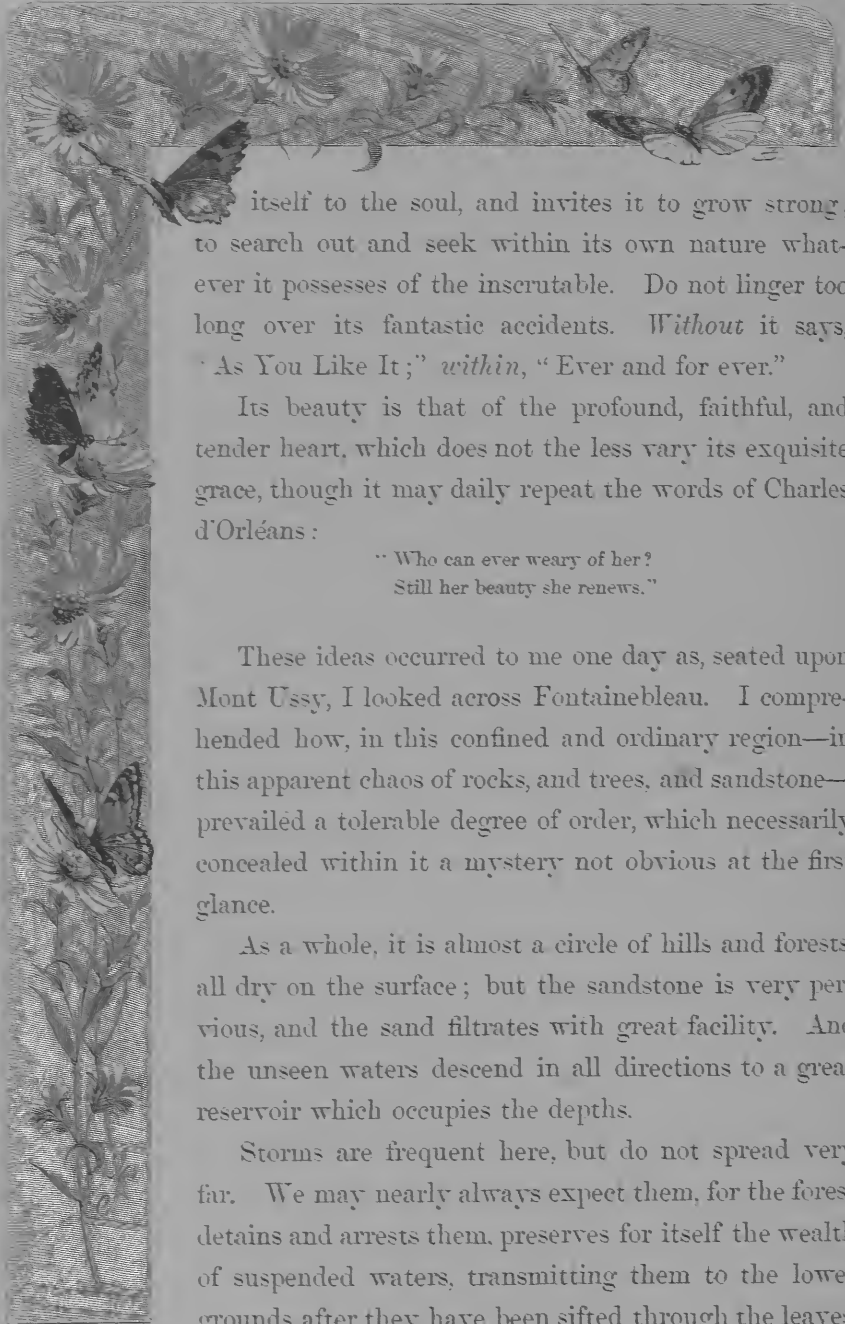 itself to the soul, and invites it to grow strong,
to search out and seek within its own nature what-
ever it possesses of the inscrutable. Do not linger too
long over its fantastic accidents. Without it says,
“As You Like It;” within, “Ever and for ever.”
Its beauty is that of the profound, faithful, and
tender heart, which does not the less vary its exquisite
grace, though it may daily repeat the words of Charles
d'Orléans:
“Who can ever weary of her?
Still her beauty she renews.”
These ideas occurred to me one day as, seated upon
Mont Ussy, I looked across Fontainebleau. I compre-
hended how, in this confined and ordinary region—in
this apparent chaos of rocks, and trees, and sandstone—
prevailed a tolerable degree of order, which necessarily
concealed within it a mystery not obvious at the first
glance.
As a whole, it is almost a circle of hills and forests
all dry on the surface; but the sandstone is very per
vious, and the sand filtrates with great facility. And
the unseen waters descend in all directions to a great
reservoir which occupies the depths.
Storms are frequent here, but do not spread very
far. We may nearly always expect them, for the forest
detains and arrests them, preserves for itself the wealth
of suspended waters, transmitting them to the lower
grounds after they have been sifted through the leaves